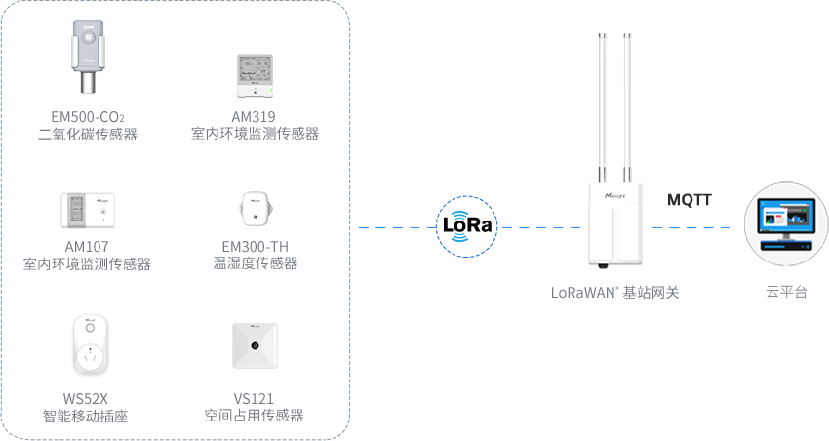 EM500-CO₂
二氧化碳传感器
AM319
室内环境监测传感器
AM107
室内环境监测传感器
EM300-TH
温湿度传感器
WS52X
智能移动插座
VS121
空间占用传感器
LoRa
Milesight
MQTT
LoRaWAN® 基站网关
云平台